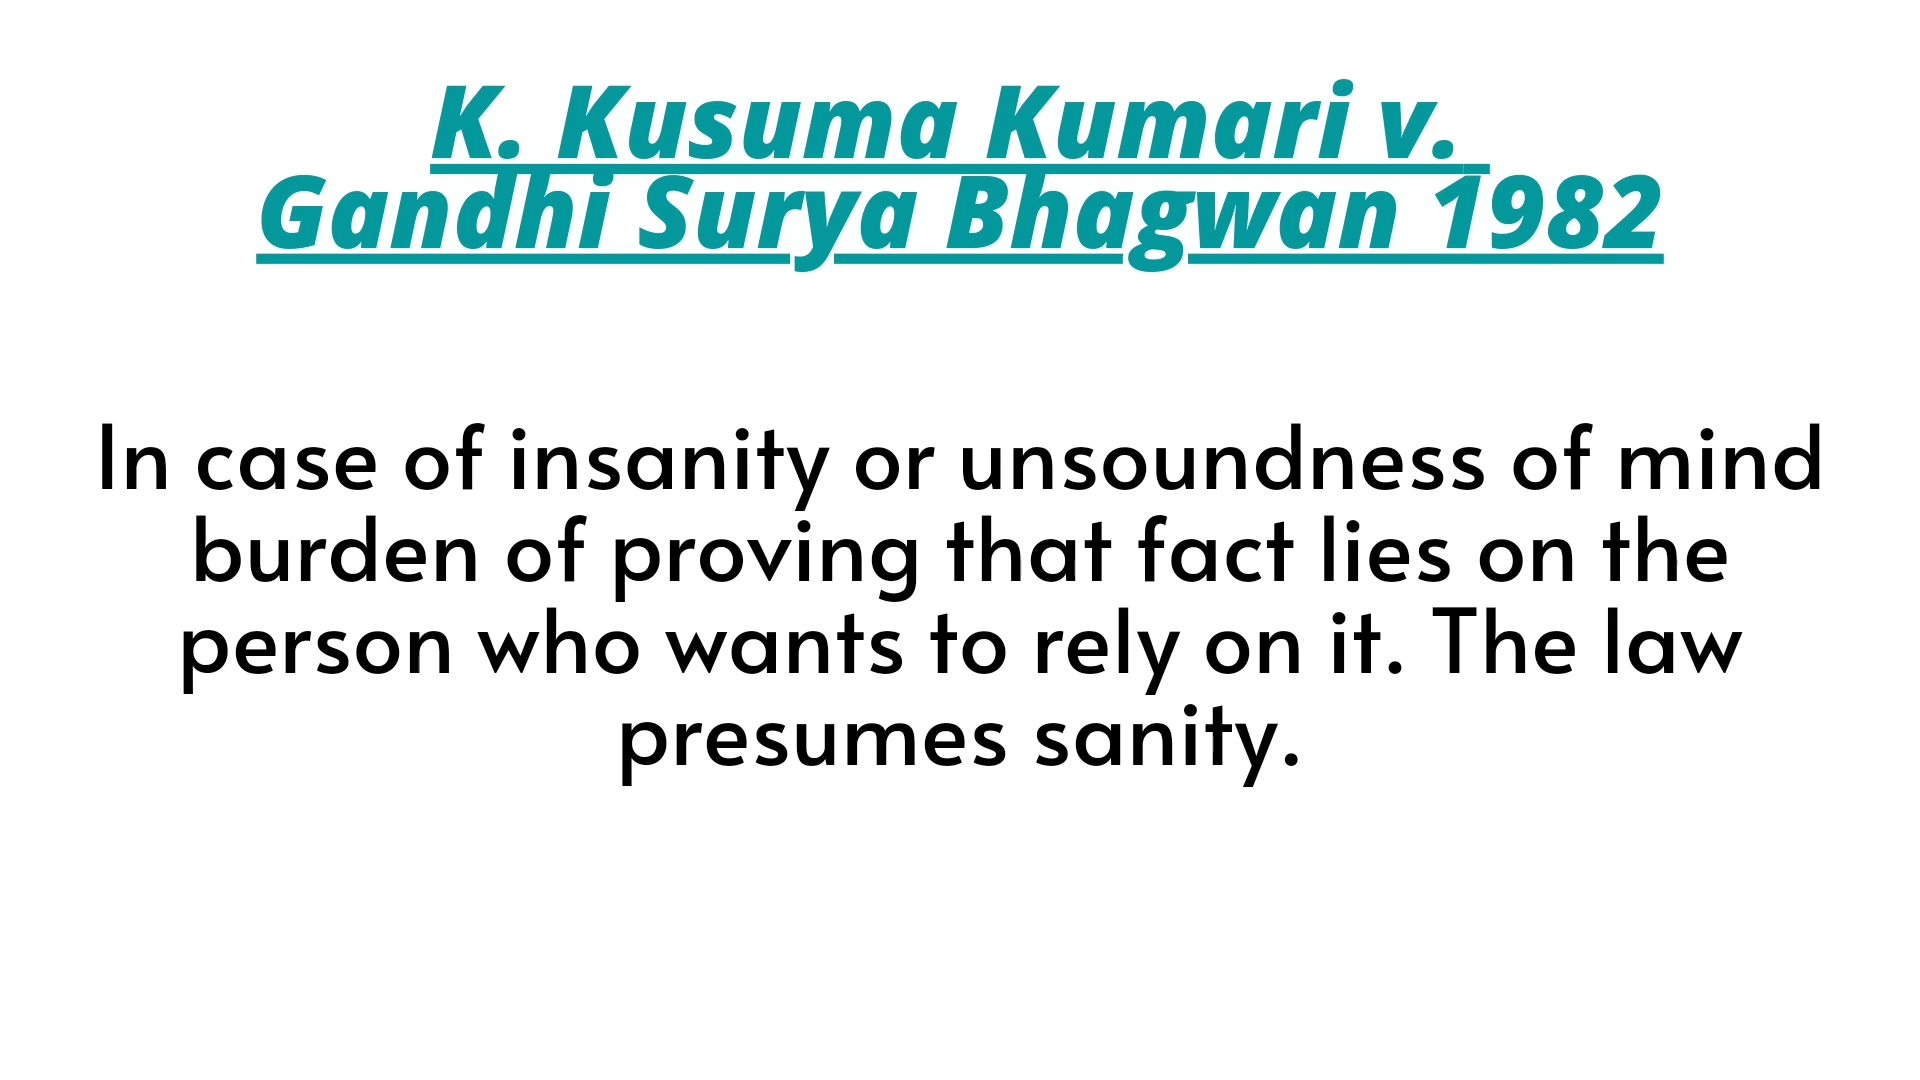 K. Kusuma Kumari v.
Gandhi Surya Bhagwan 1982
In case of insanity or unsoundness of mind
burden of proving that fact lies on the
person who wants to rely on it. The law
presumes sanity.